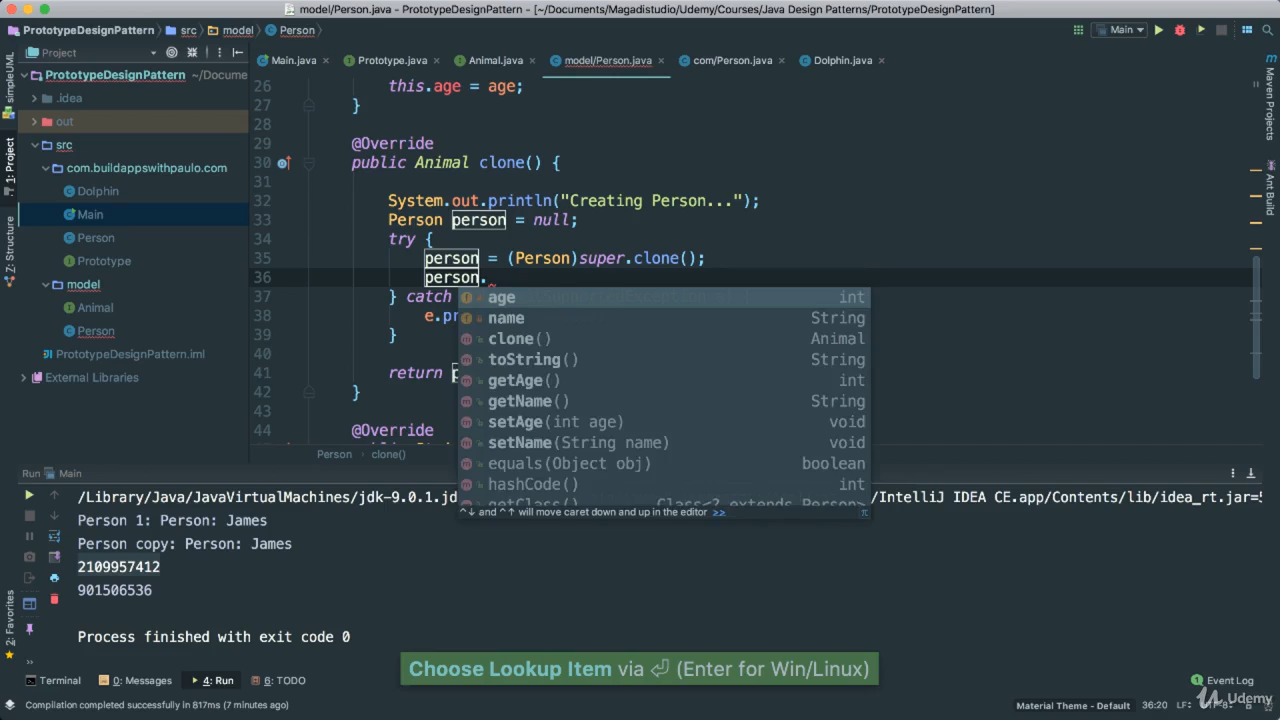 model/Person.java - PrototypeDesignPattern - [~/Documents/Magadistudio/Udemy/Courses/Java Design Patterns/PrototypeDesignPattern]
PrototypeDesignPattern src model Person Main
Project Main.java Prototype.java Animal.java model/Person.java com/Person.java Dolphin.java
PrototypeDesignPattern ~/Docume
.idea
out
src
com.buildappswithpaulo.com
Dolphin
Main
Person
Prototype
model
Animal
Person
PrototypeDesignPattern.iml
External Libraries
simpleUML
1: Project
7: Structure
2: Favorites
Maven Projects
Ant Build
26 this.age = age;
27 }
28
29 @Override
30 public Animal clone() {
31
32 System.out.println("Creating Person...");
33 Person person = null;
34 try {
35 person = (Person)super.clone();
36 person.
37 } catch
38 e.pr
39 }
40
41 return p
42 }
43
44 @Override
age int
name String
clone() Animal
toString() String
getAge() int
getName() String
setAge(int age) void
setName(String name) void
equals(Object obj) boolean
hashCode() int
getClass() Class<? extends Person>
^↓ and ^↑ will move caret down and up in the editor >> π
Person clone()
Run Main
/Library/Java/JavaVirtualMachines/jdk-9.0.1.jd /IntelliJ IDEA CE.app/Contents/lib/idea_rt.jar=5
Person 1: Person: James
Person copy: Person: James
2109957412
901506536
Process finished with exit code 0
Choose Lookup Item via ⏎ (Enter for Win/Linux)
Terminal 0: Messages 4: Run 6: TODO 1 Event Log
Compilation completed successfully in 817ms (7 minutes ago) Material Theme - Default 36:20 LF÷ UTF-8÷
Udemy